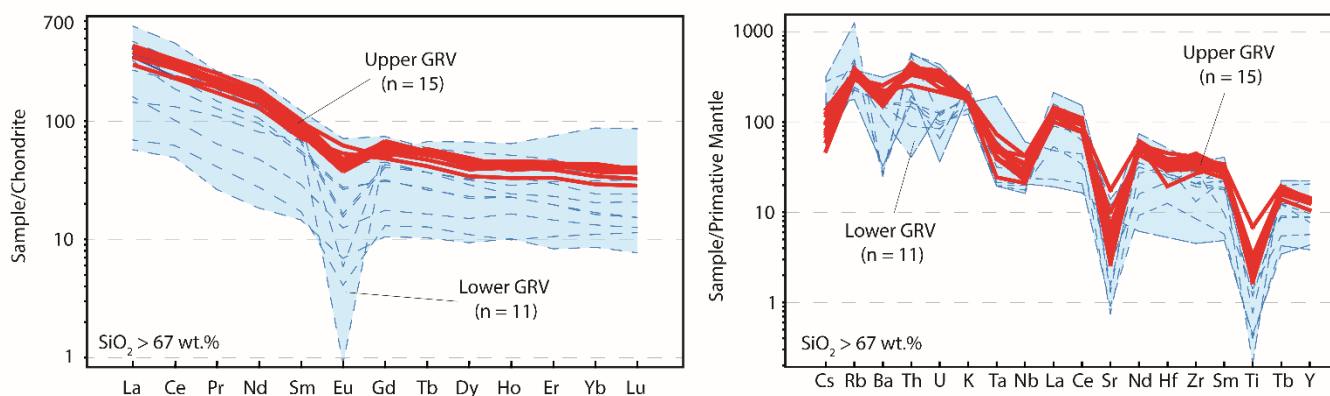 700
100
10
1
Sample/Chondrite
Upper GRV
(n = 15)
Lower GRV
(n = 11)
SiO₂ > 67 wt.%
La Ce Pr Nd Sm Eu Gd Tb Dy Ho Er Yb Lu
1000
100
10
1
Sample/Primative Mantle
Upper GRV
(n = 15)
Lower GRV
(n = 11)
SiO₂ > 67 wt.%
Cs Rb Ba Th U K Ta Nb La Ce Sr Nd Hf Zr Sm Ti Tb Y